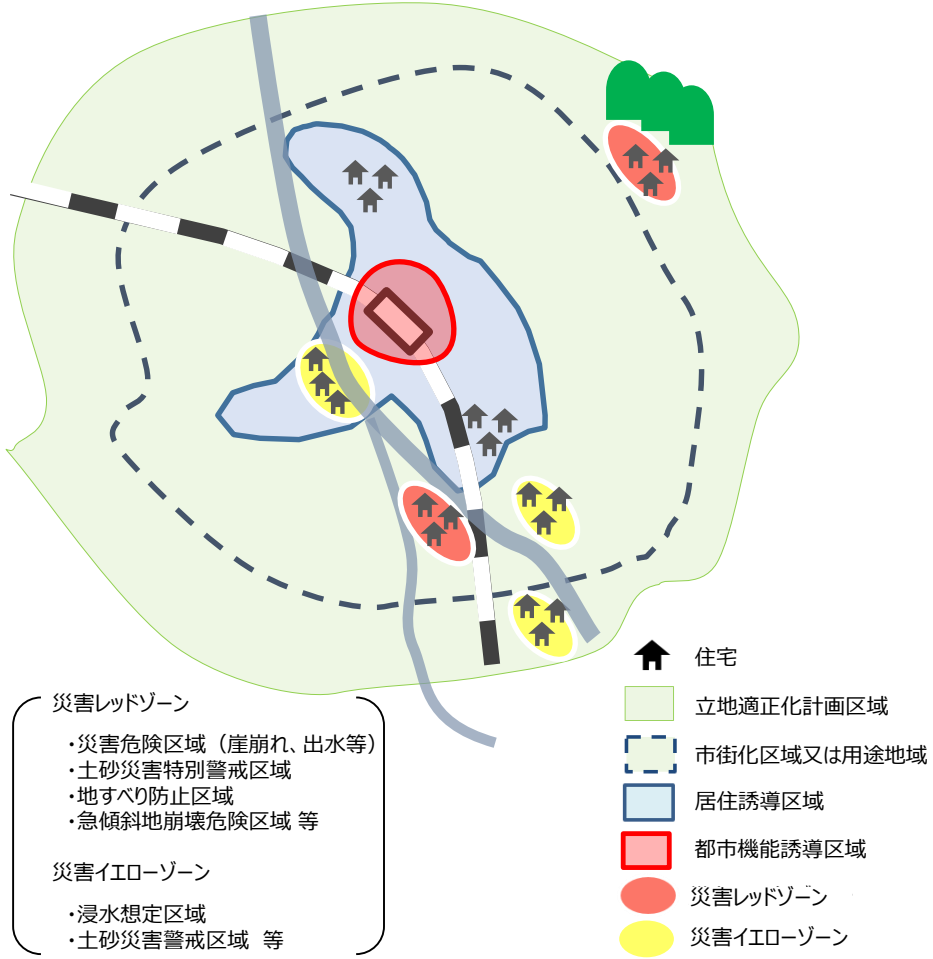 災害レッドゾーン
・災害危険区域（崖崩れ、出水等）
・土砂災害特別警戒区域
・地すべり防止区域
・急傾斜地崩壊危険区域 等
災害イエローゾーン
・浸水想定区域
・土砂災害警戒区域 等
住宅
立地適正化計画区域
市街化区域又は用途地域
居住誘導区域
都市機能誘導区域
災害レッドゾーン
災害イエローゾーン